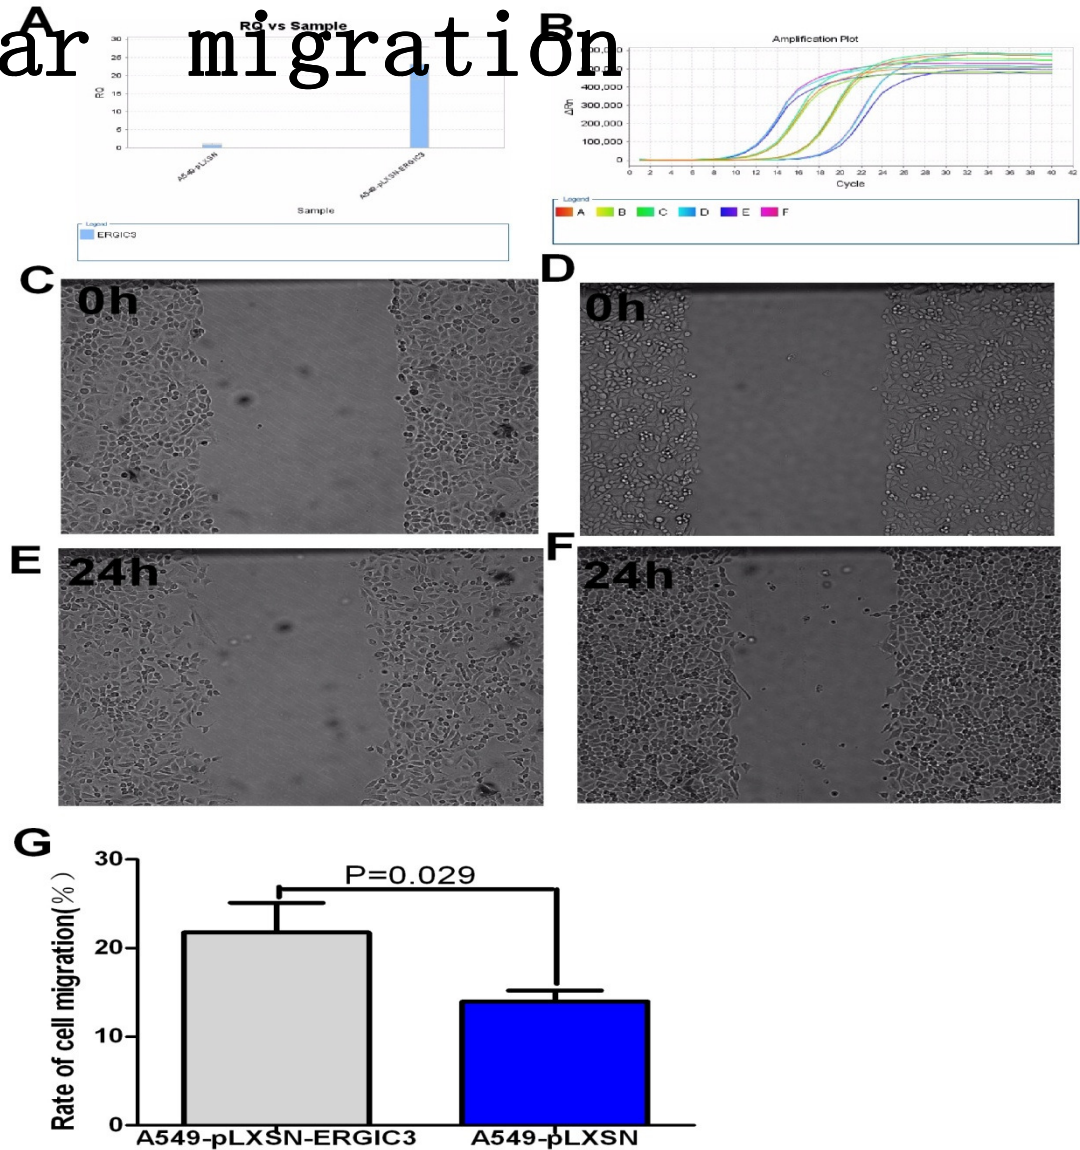 A
RQ vs Sample
ar migration
30
25
20
15
10
5
0
RQ
A549-pLXSN
A549-pLXSN-ERGIC3
Sample
Legend
ERGIC3
B
Amplification Plot
400,000
300,000
200,000
100,000
0
ΔRn
0 2 4 6 8 10 12 14 16 18 20 22 24 26 28 30 32 34 36 38 40 42
Cycle
Legend
A B C D E F
C
0h
D
0h
E
24h
F
24h
G
30
20
10
0
Rate of cell migration(%)
P=0.029
A549-pLXSN-ERGIC3 A549-pLXSN